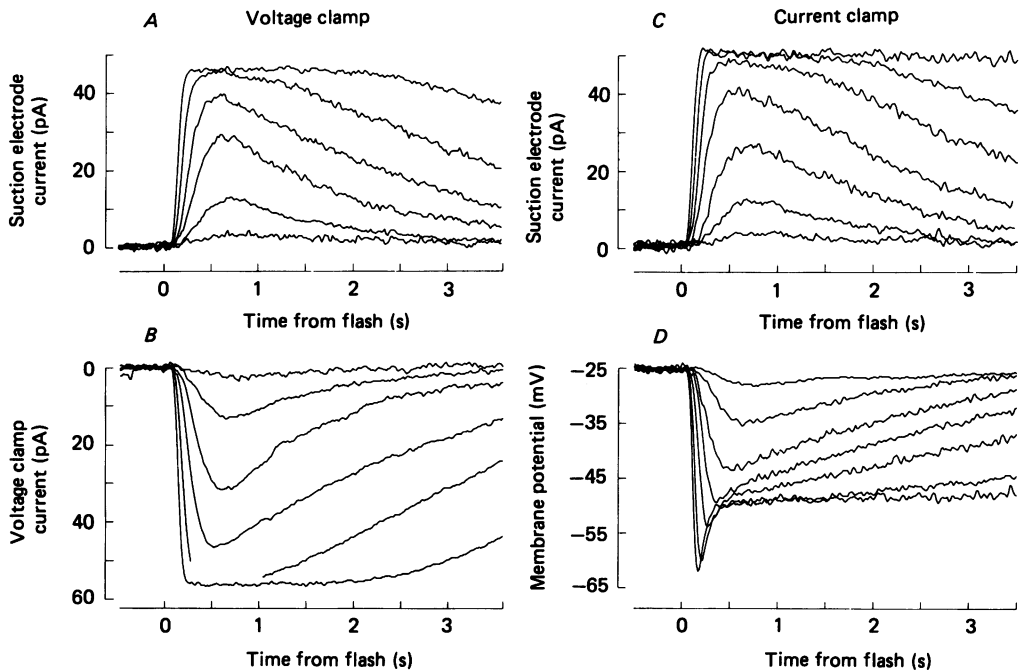 A Voltage clamp
Suction electrode
current (pA)
40
20
0
0 1 2 3
Time from flash (s)
C Current clamp
Suction electrode
current (pA)
40
20
0
0 1 2 3
Time from flash (s)
B
Voltage clamp
current (pA)
0
20
40
60
0 1 2 3
Time from flash (s)
D
Membrane potential (mV)
−25
−35
−45
−55
−65
0 1 2 3
Time from flash (s)